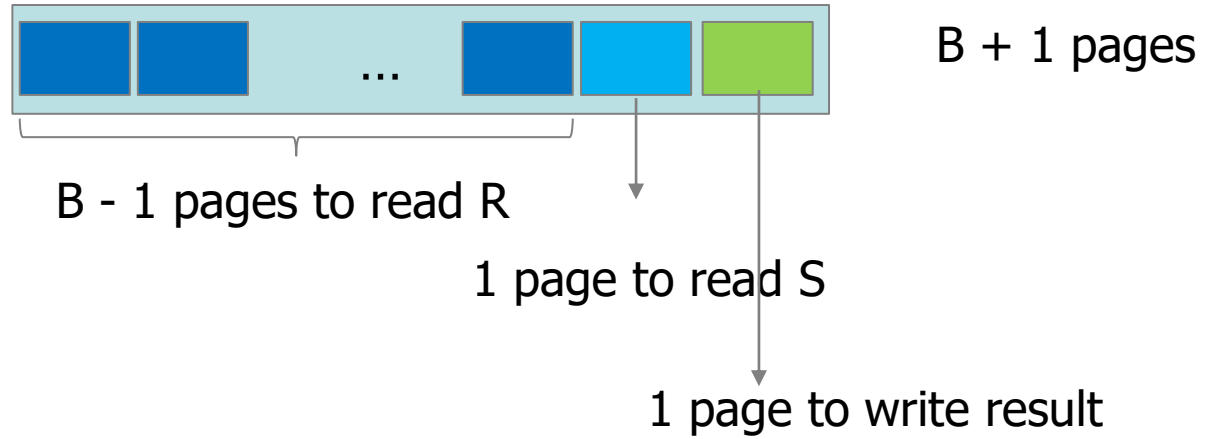 ...
B + 1 pages
B - 1 pages to read R
1 page to read S
1 page to write result